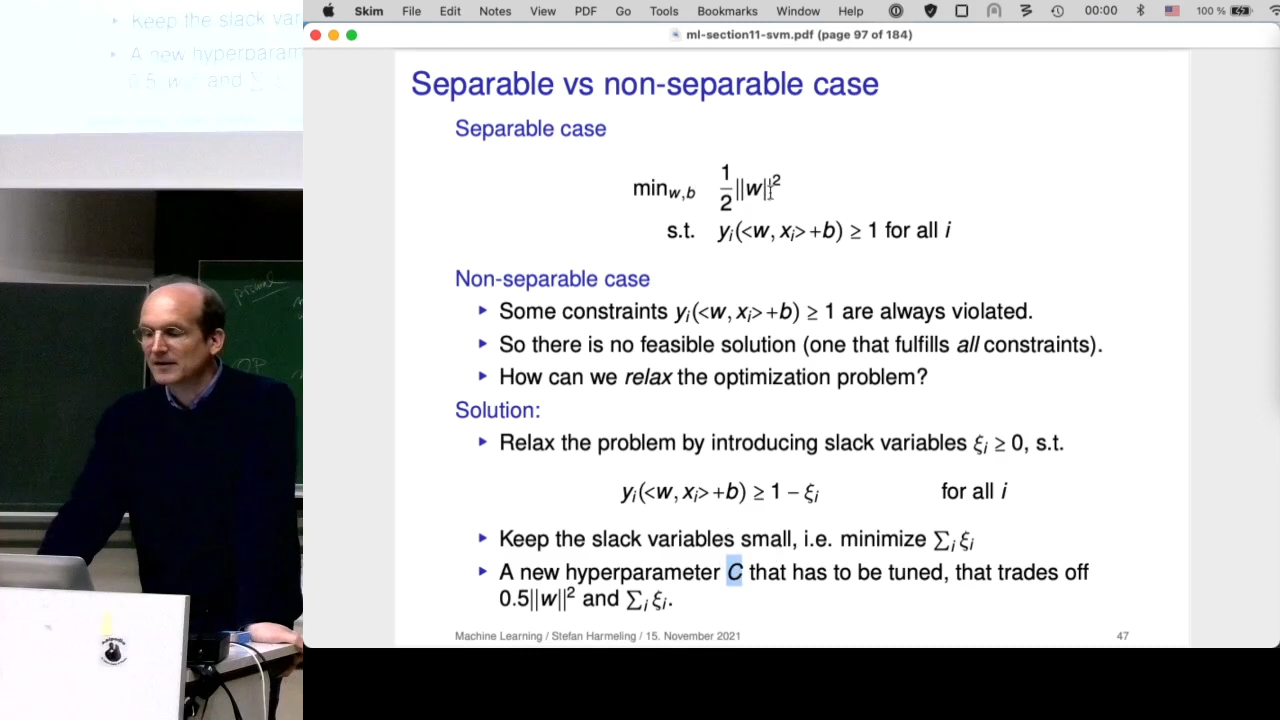 Keep the slack var
A new hyperparam
Skim File Edit Notes View PDF Go Tools Bookmarks Window Help 00:00 100 %
ml-section11-svm.pdf (page 97 of 184)
Separable vs non-separable case
Separable case
min_{w,b} 1/2 ||w||²
s.t. y_i(<w, x_i> + b) ≥ 1 for all i
Non-separable case
‣ Some constraints y_i(<w, x_i> + b) ≥ 1 are always violated.
‣ So there is no feasible solution (one that fulfills all constraints).
‣ How can we relax the optimization problem?
Solution:
‣ Relax the problem by introducing slack variables ξ_i ≥ 0, s.t.
y_i(<w, x_i> + b) ≥ 1 − ξ_i for all i
‣ Keep the slack variables small, i.e. minimize ∑_i ξ_i
‣ A new hyperparameter C that has to be tuned, that trades off
0.5||w||² and ∑_i ξ_i.
Machine Learning / Stefan Harmeling / 15. November 2021 47
primal